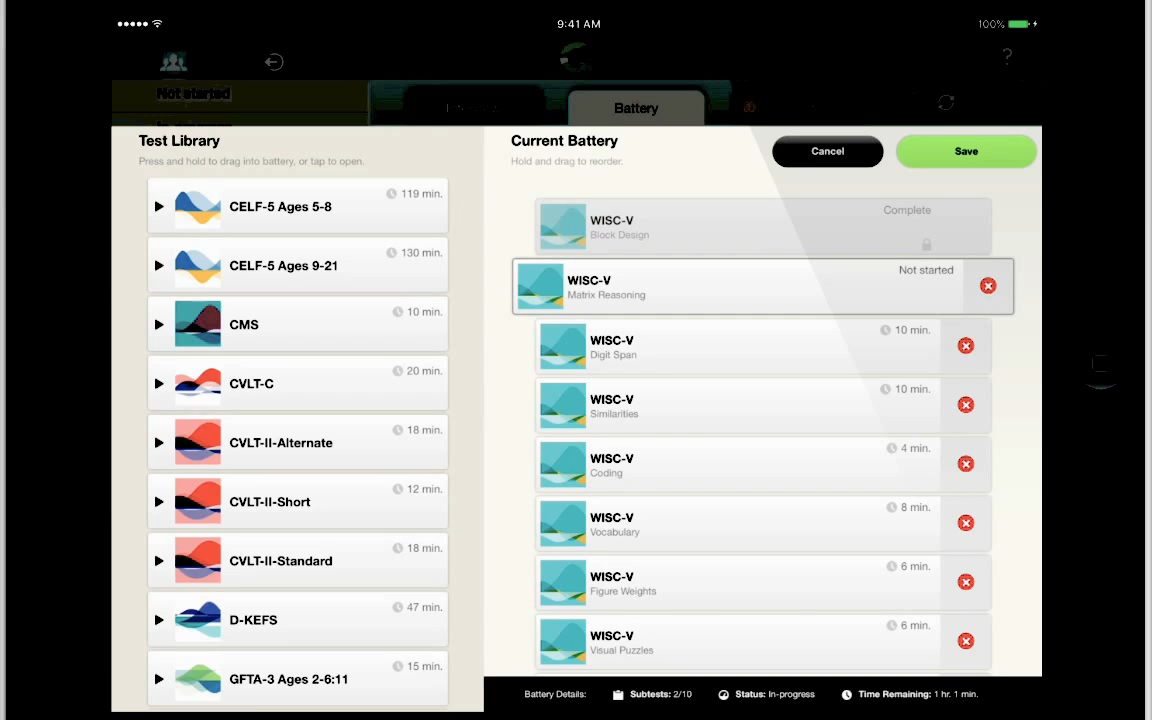 9:41 AM
100%
?
Not started
Battery
Test Library
Press and hold to drag into battery, or tap to open.
CELF-5 Ages 5-8
119 min.
CELF-5 Ages 9-21
130 min.
CMS
10 min.
CVLT-C
20 min.
CVLT-II-Alternate
18 min.
CVLT-II-Short
12 min.
CVLT-II-Standard
18 min.
D-KEFS
47 min.
GFTA-3 Ages 2-6:11
15 min.
Current Battery
Hold and drag to reorder.
Cancel
Save
WISC-V
Block Design
Complete
WISC-V
Matrix Reasoning
Not started
WISC-V
Digit Span
10 min.
WISC-V
Similarities
10 min.
WISC-V
Coding
4 min.
WISC-V
Vocabulary
8 min.
WISC-V
Figure Weights
6 min.
WISC-V
Visual Puzzles
6 min.
Battery Details: Subtests: 2/10 Status: In-progress Time Remaining: 1 hr. 1 min.